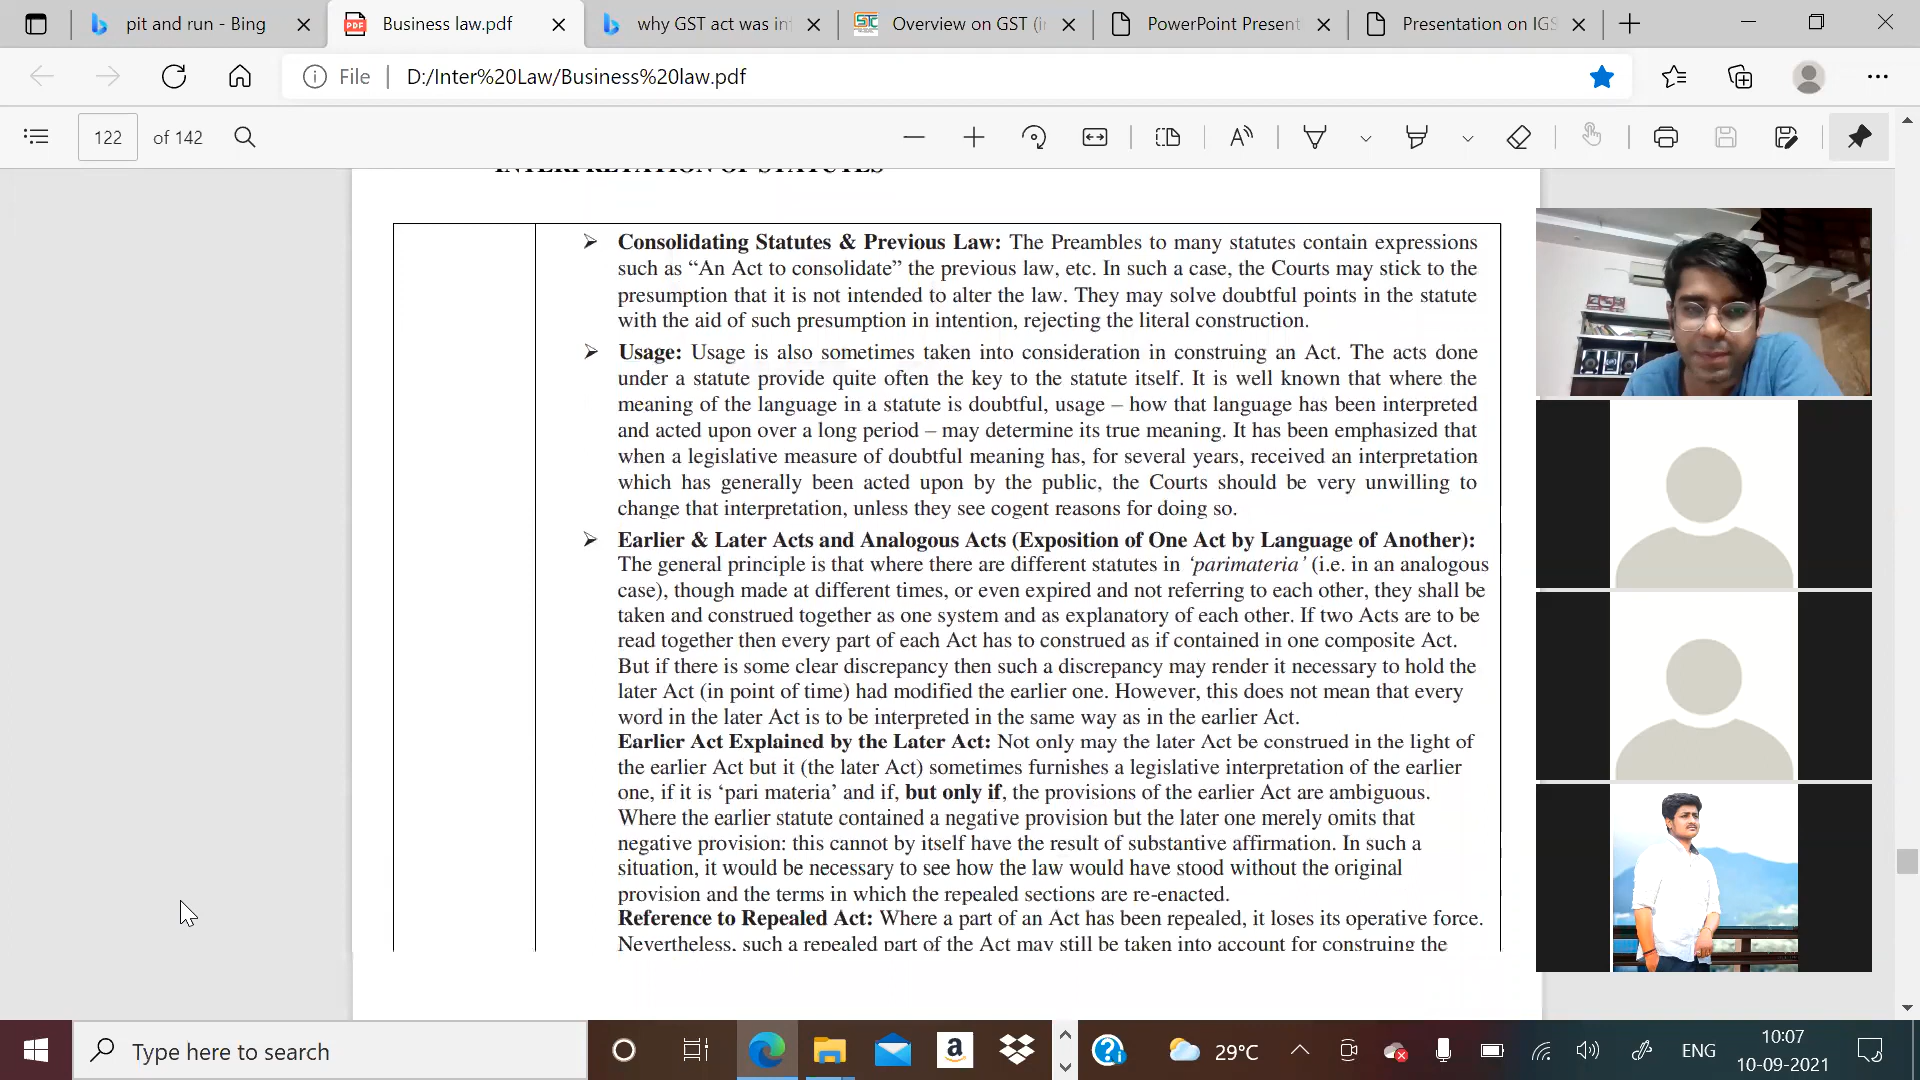 pit and run - Bing
Business law.pdf
why GST act was in
Overview on GST (i
PowerPoint Present
Presentation on IGS
File
D:/Inter%20Law/Business%20law.pdf
122
of 142
INTERPRETATION OF STATUTES
Consolidating Statutes & Previous Law: The Preambles to many statutes contain expressions
such as “An Act to consolidate” the previous law, etc. In such a case, the Courts may stick to the
presumption that it is not intended to alter the law. They may solve doubtful points in the statute
with the aid of such presumption in intention, rejecting the literal construction.
Usage: Usage is also sometimes taken into consideration in construing an Act. The acts done
under a statute provide quite often the key to the statute itself. It is well known that where the
meaning of the language in a statute is doubtful, usage – how that language has been interpreted
and acted upon over a long period – may determine its true meaning. It has been emphasized that
when a legislative measure of doubtful meaning has, for several years, received an interpretation
which has generally been acted upon by the public, the Courts should be very unwilling to
change that interpretation, unless they see cogent reasons for doing so.
Earlier & Later Acts and Analogous Acts (Exposition of One Act by Language of Another):
The general principle is that where there are different statutes in ‘parimateria’ (i.e. in an analogous
case), though made at different times, or even expired and not referring to each other, they shall be
taken and construed together as one system and as explanatory of each other. If two Acts are to be
read together then every part of each Act has to construed as if contained in one composite Act.
But if there is some clear discrepancy then such a discrepancy may render it necessary to hold the
later Act (in point of time) had modified the earlier one. However, this does not mean that every
word in the later Act is to be interpreted in the same way as in the earlier Act.
Earlier Act Explained by the Later Act: Not only may the later Act be construed in the light of
the earlier Act but it (the later Act) sometimes furnishes a legislative interpretation of the earlier
one, if it is ‘pari materia’ and if, but only if, the provisions of the earlier Act are ambiguous.
Where the earlier statute contained a negative provision but the later one merely omits that
negative provision: this cannot by itself have the result of substantive affirmation. In such a
situation, it would be necessary to see how the law would have stood without the original
provision and the terms in which the repealed sections are re-enacted.
Reference to Repealed Act: Where a part of an Act has been repealed, it loses its operative force.
Nevertheless, such a repealed part of the Act may still be taken into account for construing the
Type here to search
29°C
ENG
10:07
10-09-2021